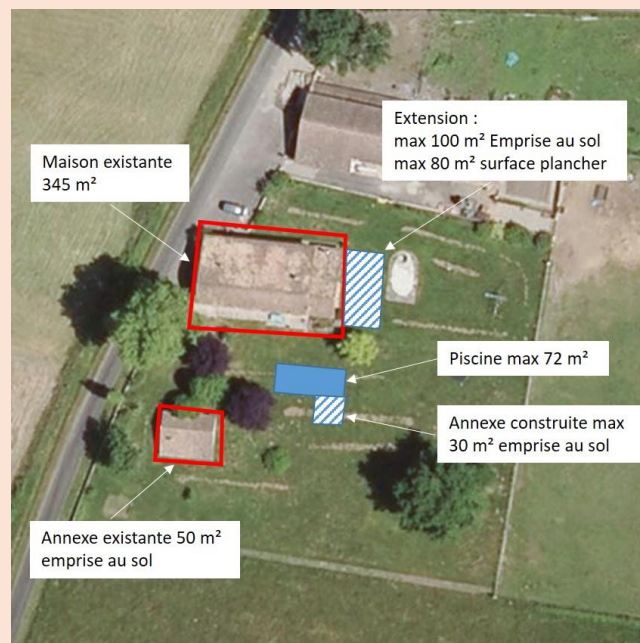 Extension :
max 100 m² Emprise au sol
max 80 m² surface plancher
Maison existante
345 m²
Piscine max 72 m²
Annexe construite max
30 m² emprise au sol
Annexe existante 50 m²
emprise au sol